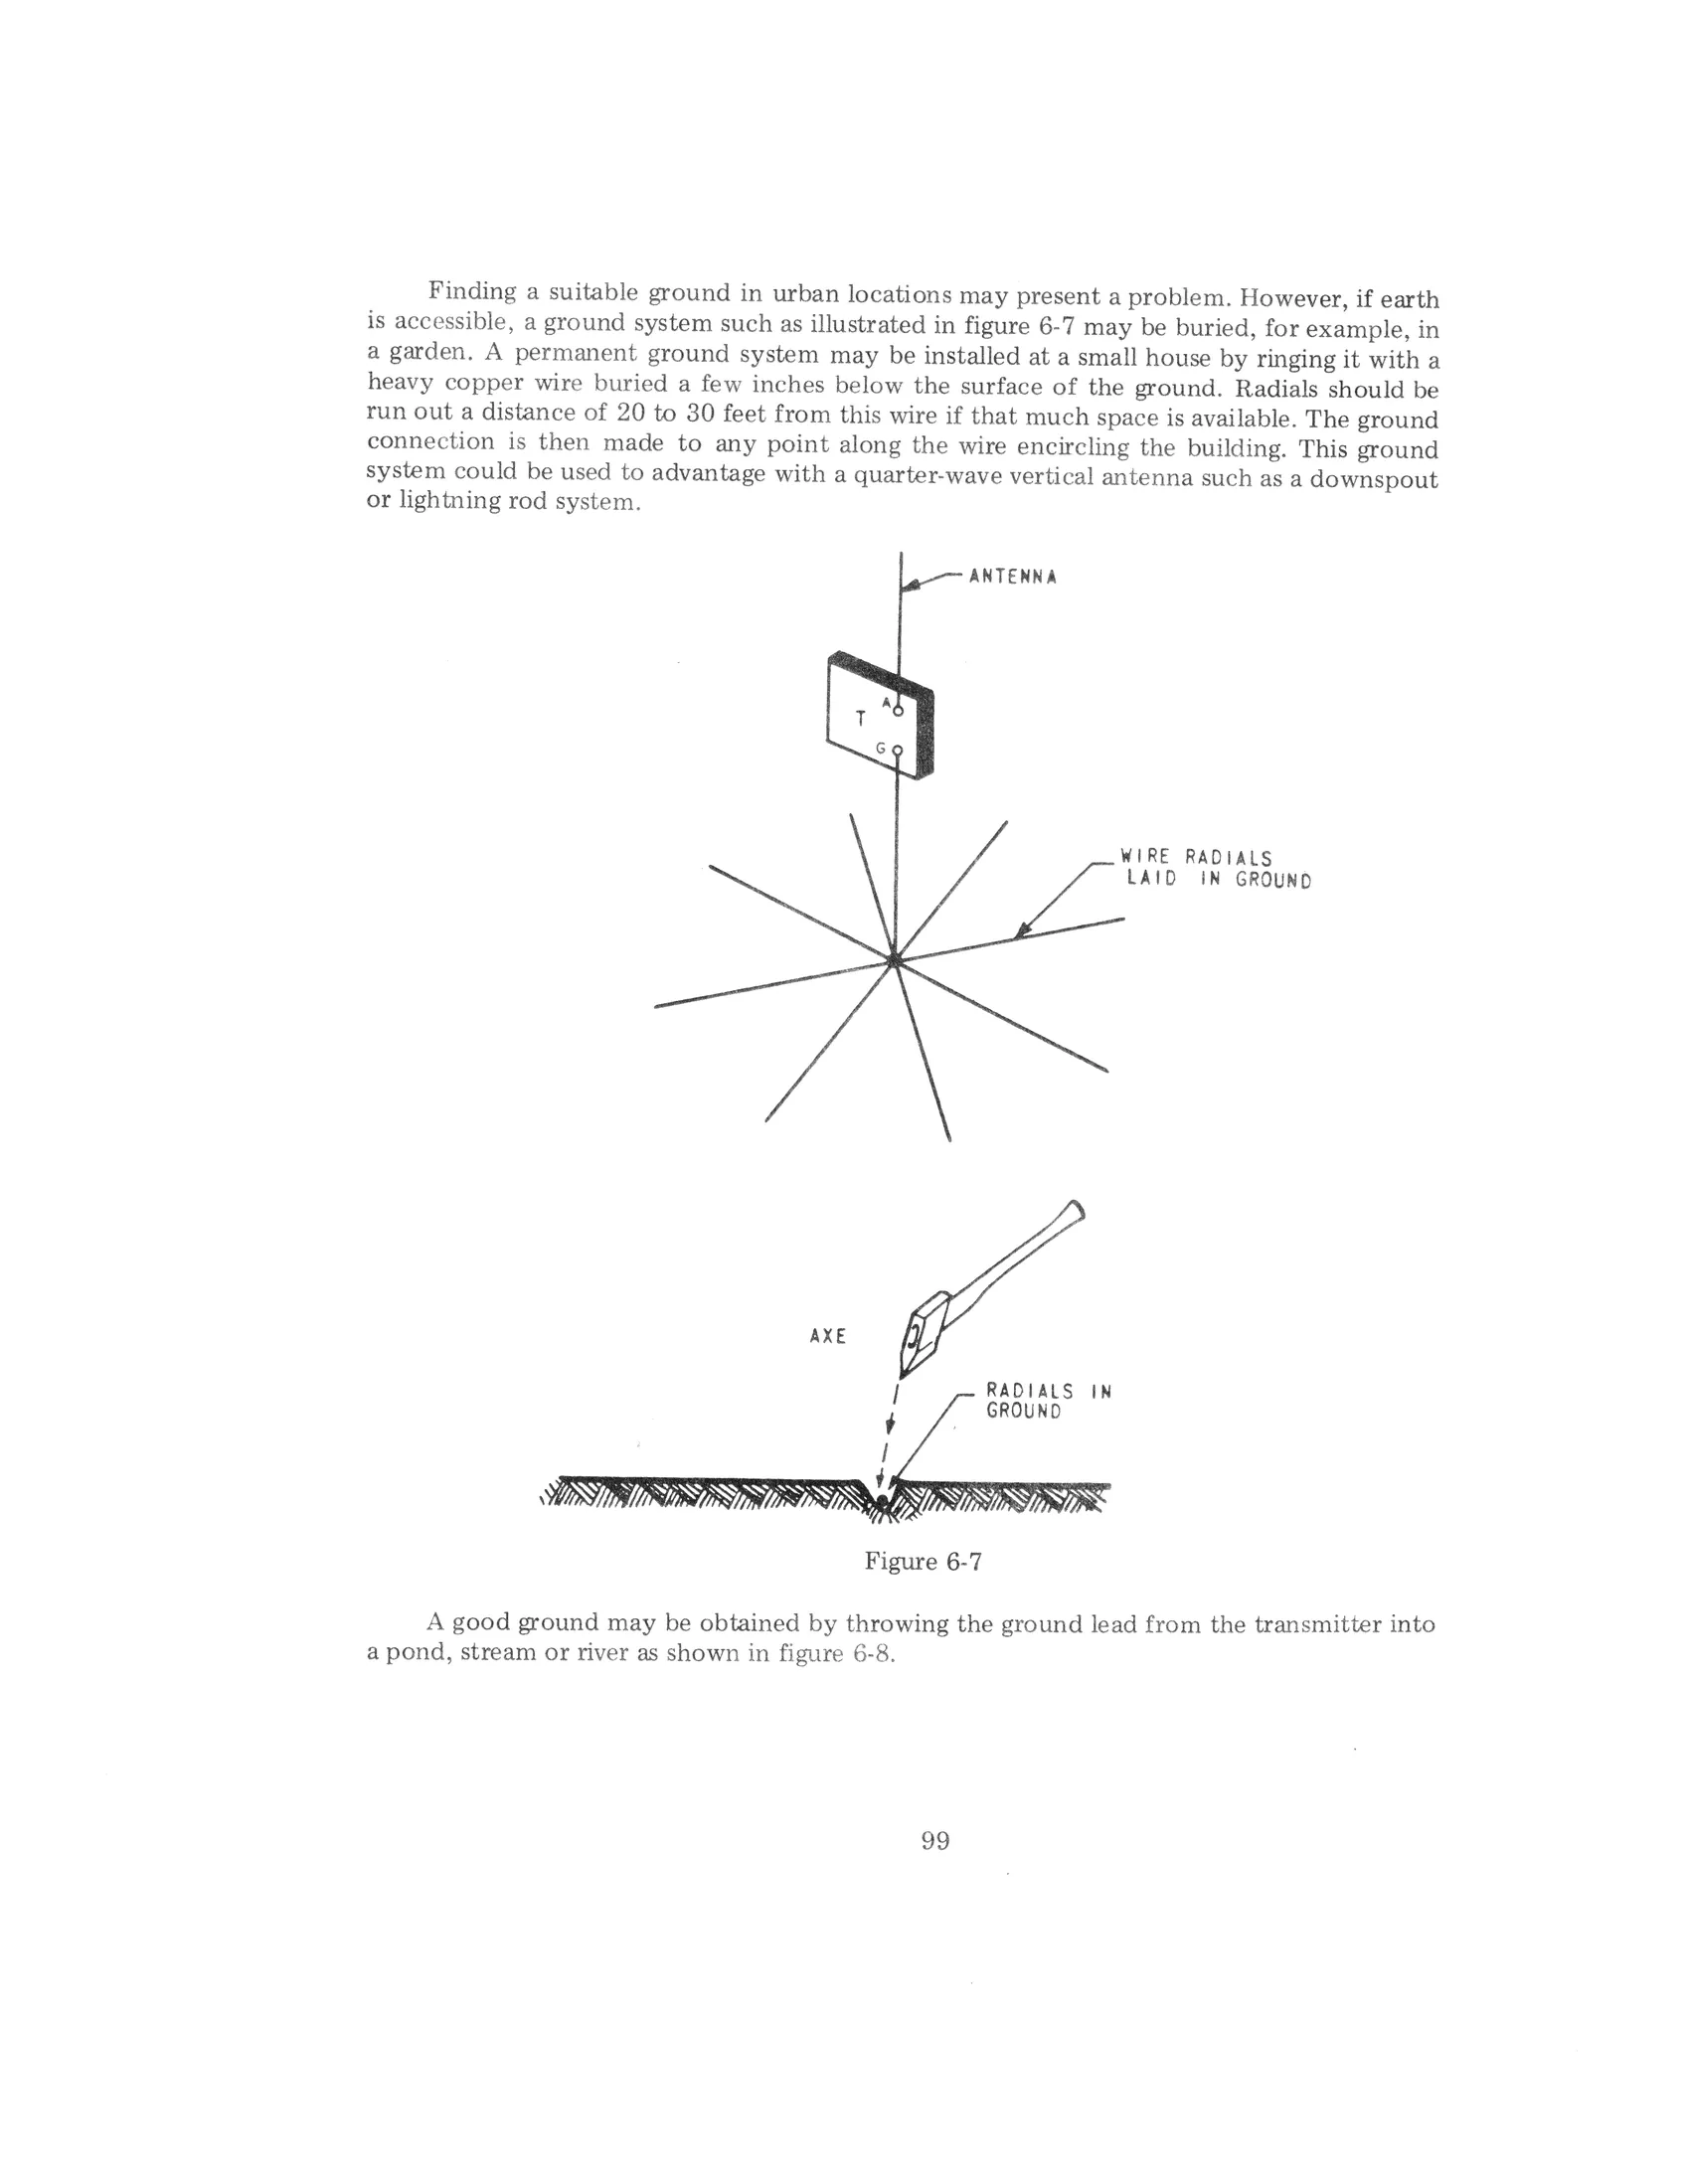 Finding a suitable ground in urban locations may present a problem. However, if earth
is accessible, a ground system such as illustrated in figure 6-7 may be buried, for example, in
a garden. A permanent ground system may be installed at a small house by ringing it with a
heavy copper wire buried a few inches below the surface of the ground. Radials should be
run out a distance of 20 to 30 feet from this wire if that much space is available. The ground
connection is then made to any point along the wire encircling the building. This ground
system could be used to advantage with a quarter-wave vertical antenna such as a downspout
or lightning rod system.
ANTENNA
A
T
G
WIRE RADIALS
LAID IN GROUND
AXE
RADIALS IN
GROUND
Figure 6-7
A good ground may be obtained by throwing the ground lead from the transmitter into
a pond, stream or river as shown in figure 6-8.
99